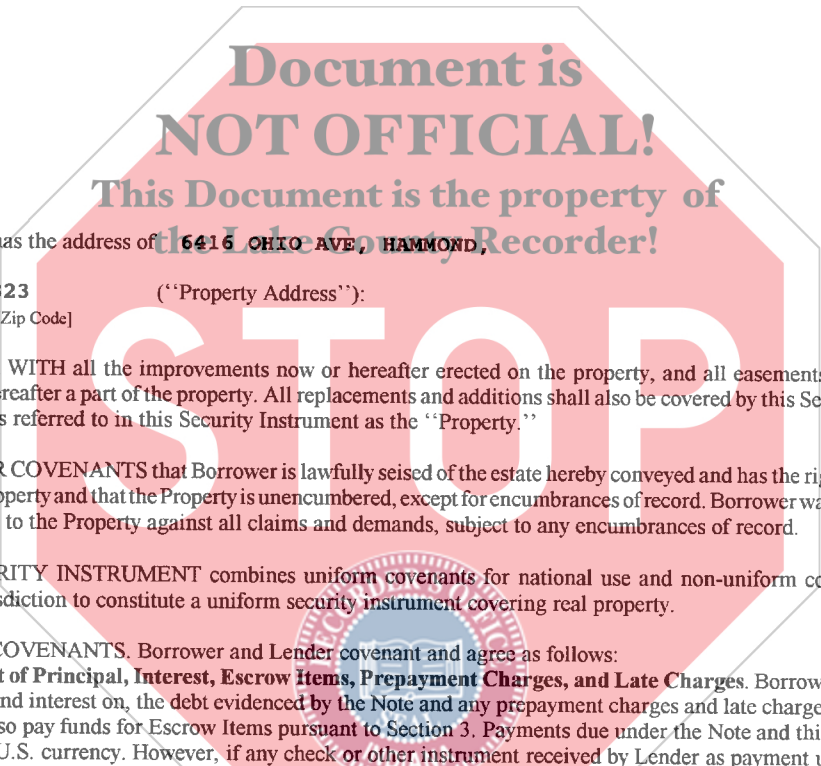 Document is
NOT OFFICIAL!
This Document is the property of
the Lake County Recorder!
as the address of 6416 OHIO AVE, HAMMOND,
323 (‘‘Property Address’’):
Zip Code]
STOP
WITH all the improvements now or hereafter erected on the property, and all easements
reafter a part of the property. All replacements and additions shall also be covered by this Se
s referred to in this Security Instrument as the ‘‘Property.’’
R COVENANTS that Borrower is lawfully seised of the estate hereby conveyed and has the rig
operty and that the Property is unencumbered, except for encumbrances of record. Borrower wa
to the Property against all claims and demands, subject to any encumbrances of record.
RITY INSTRUMENT combines uniform covenants for national use and non-uniform co
sdiction to constitute a uniform security instrument covering real property.
COVENANTS. Borrower and Lender covenant and agree as follows:
t of Principal, Interest, Escrow Items, Prepayment Charges, and Late Charges. Borrow
nd interest on, the debt evidenced by the Note and any prepayment charges and late charge
so pay funds for Escrow Items pursuant to Section 3. Payments due under the Note and thi
U.S. currency. However, if any check or other instrument received by Lender as payment u
RECORDER'S OFFICE
SEAL